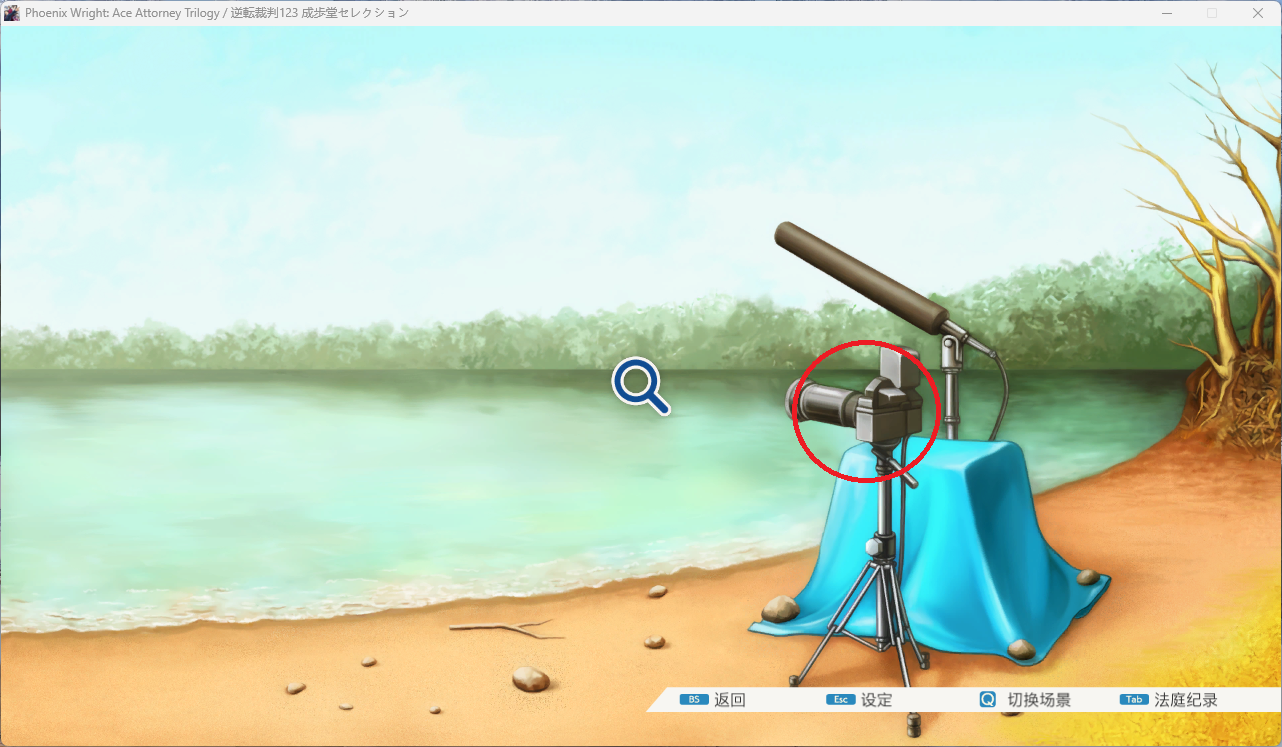 Phoenix Wright: Ace Attorney Trilogy / 逆転裁判123 成歩堂セレクション
BS 返回 Esc 设定 Q 切换场景 Tab 法庭纪录